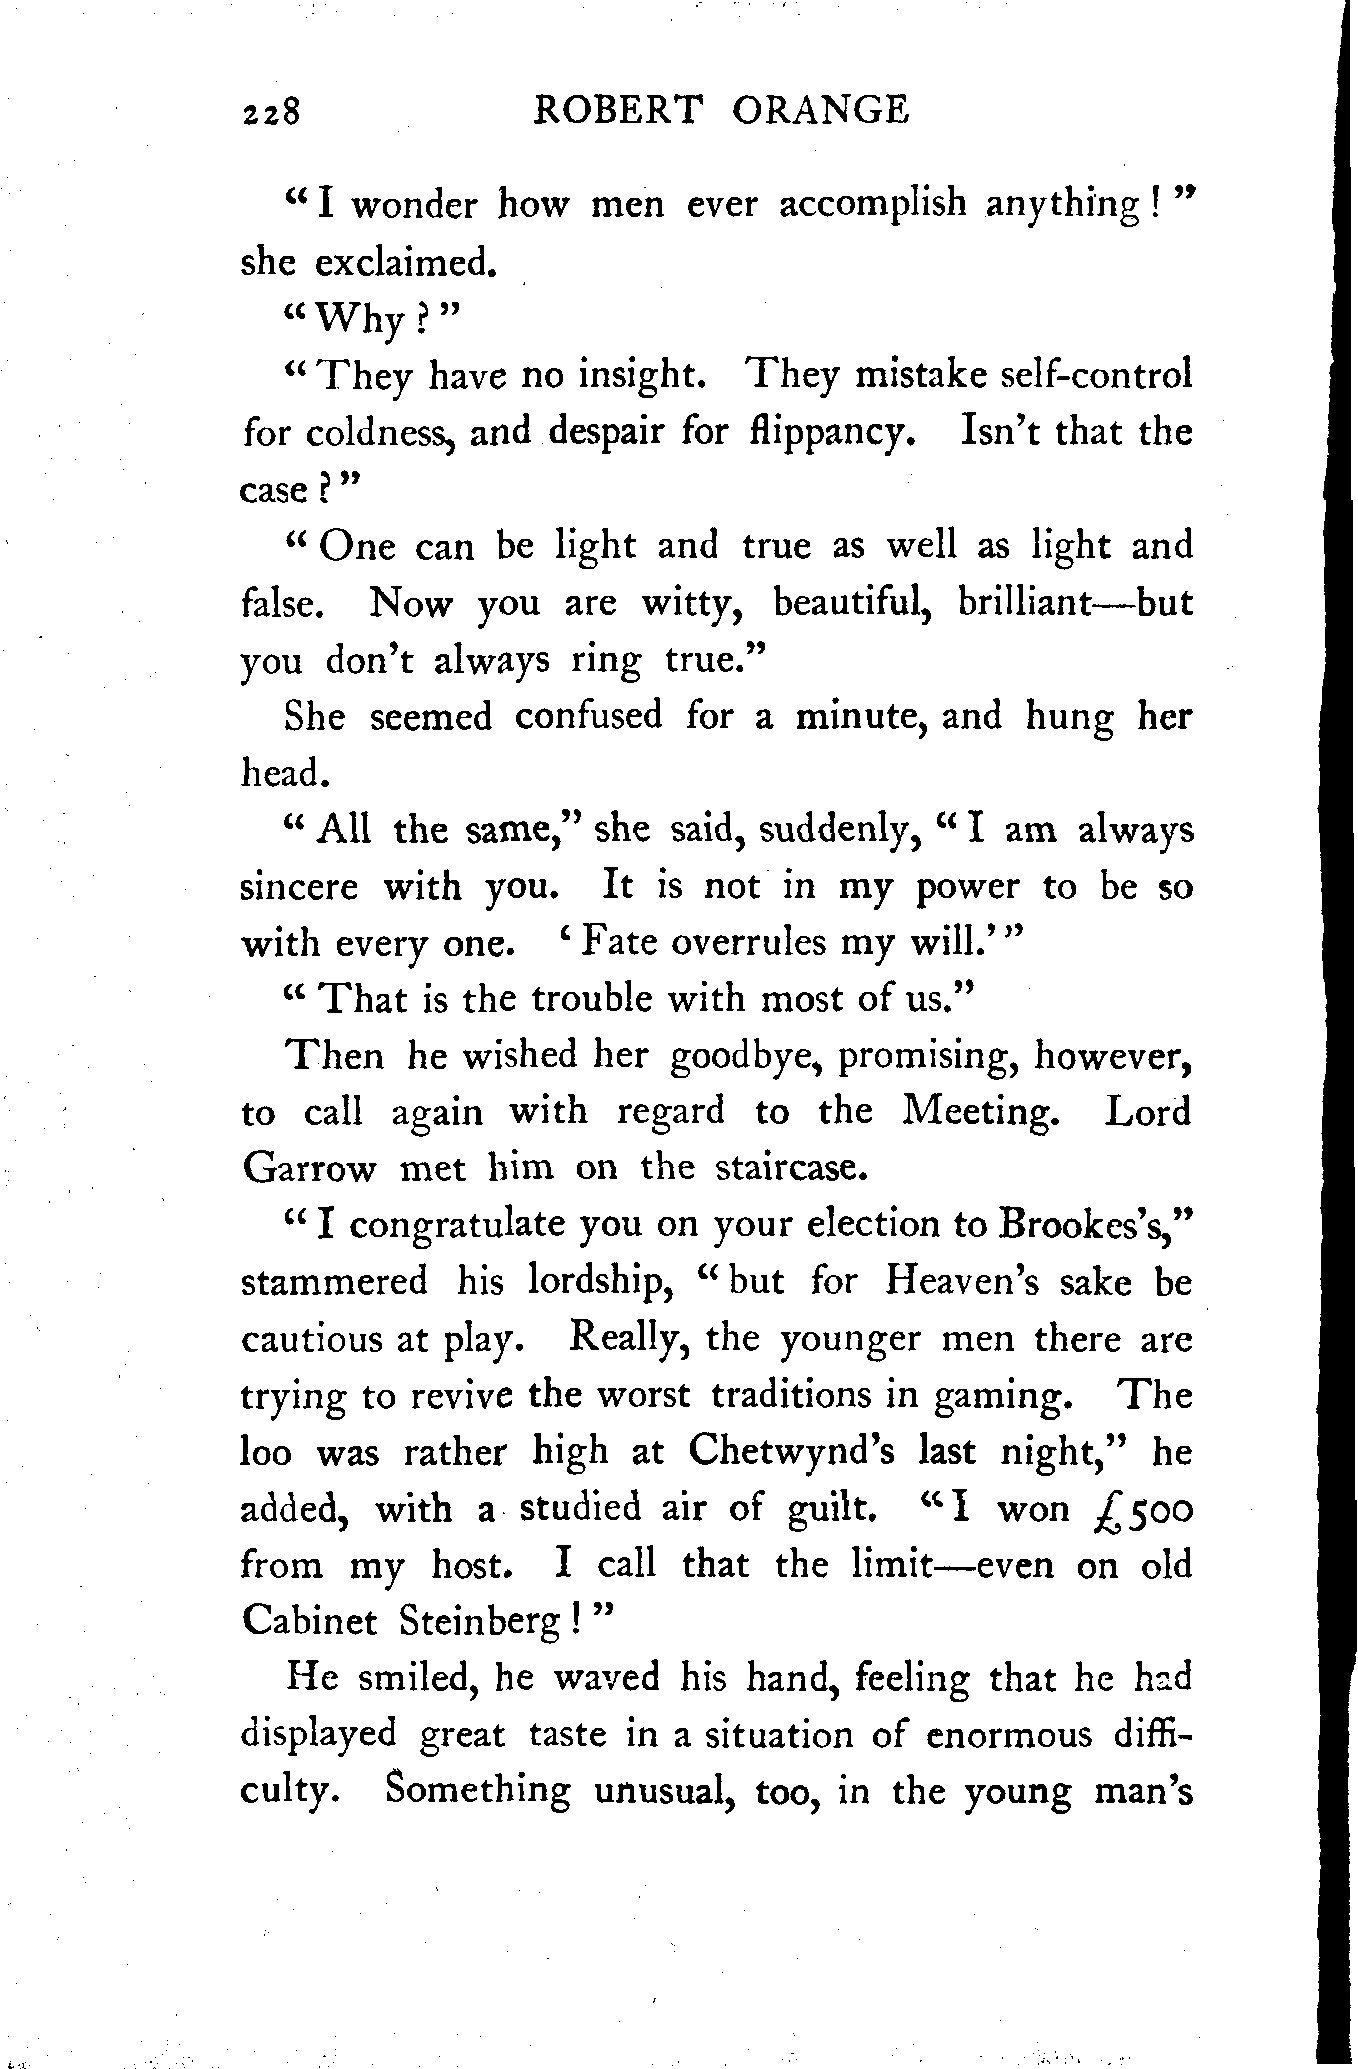 228 ROBERT ORANGE
“I wonder how men ever accomplish anything!”
she exclaimed.
“Why?”
“They have no insight. They mistake self-control
for coldness, and despair for flippancy. Isn’t that the
case?”
“One can be light and true as well as light and
false. Now you are witty, beautiful, brilliant—but
you don’t always ring true.”
She seemed confused for a minute, and hung her
head.
“All the same,” she said, suddenly, “I am always
sincere with you. It is not in my power to be so
with every one. ‘Fate overrules my will.’”
“That is the trouble with most of us.”
Then he wished her goodbye, promising, however,
to call again with regard to the Meeting. Lord
Garrow met him on the staircase.
“I congratulate you on your election to Brookes’s,”
stammered his lordship, “but for Heaven’s sake be
cautious at play. Really, the younger men there are
trying to revive the worst traditions in gaming. The
loo was rather high at Chetwynd’s last night,” he
added, with a studied air of guilt. “I won £500
from my host. I call that the limit—even on old
Cabinet Steinberg!”
He smiled, he waved his hand, feeling that he had
displayed great taste in a situation of enormous diffi-
culty. Something unusual, too, in the young man’s